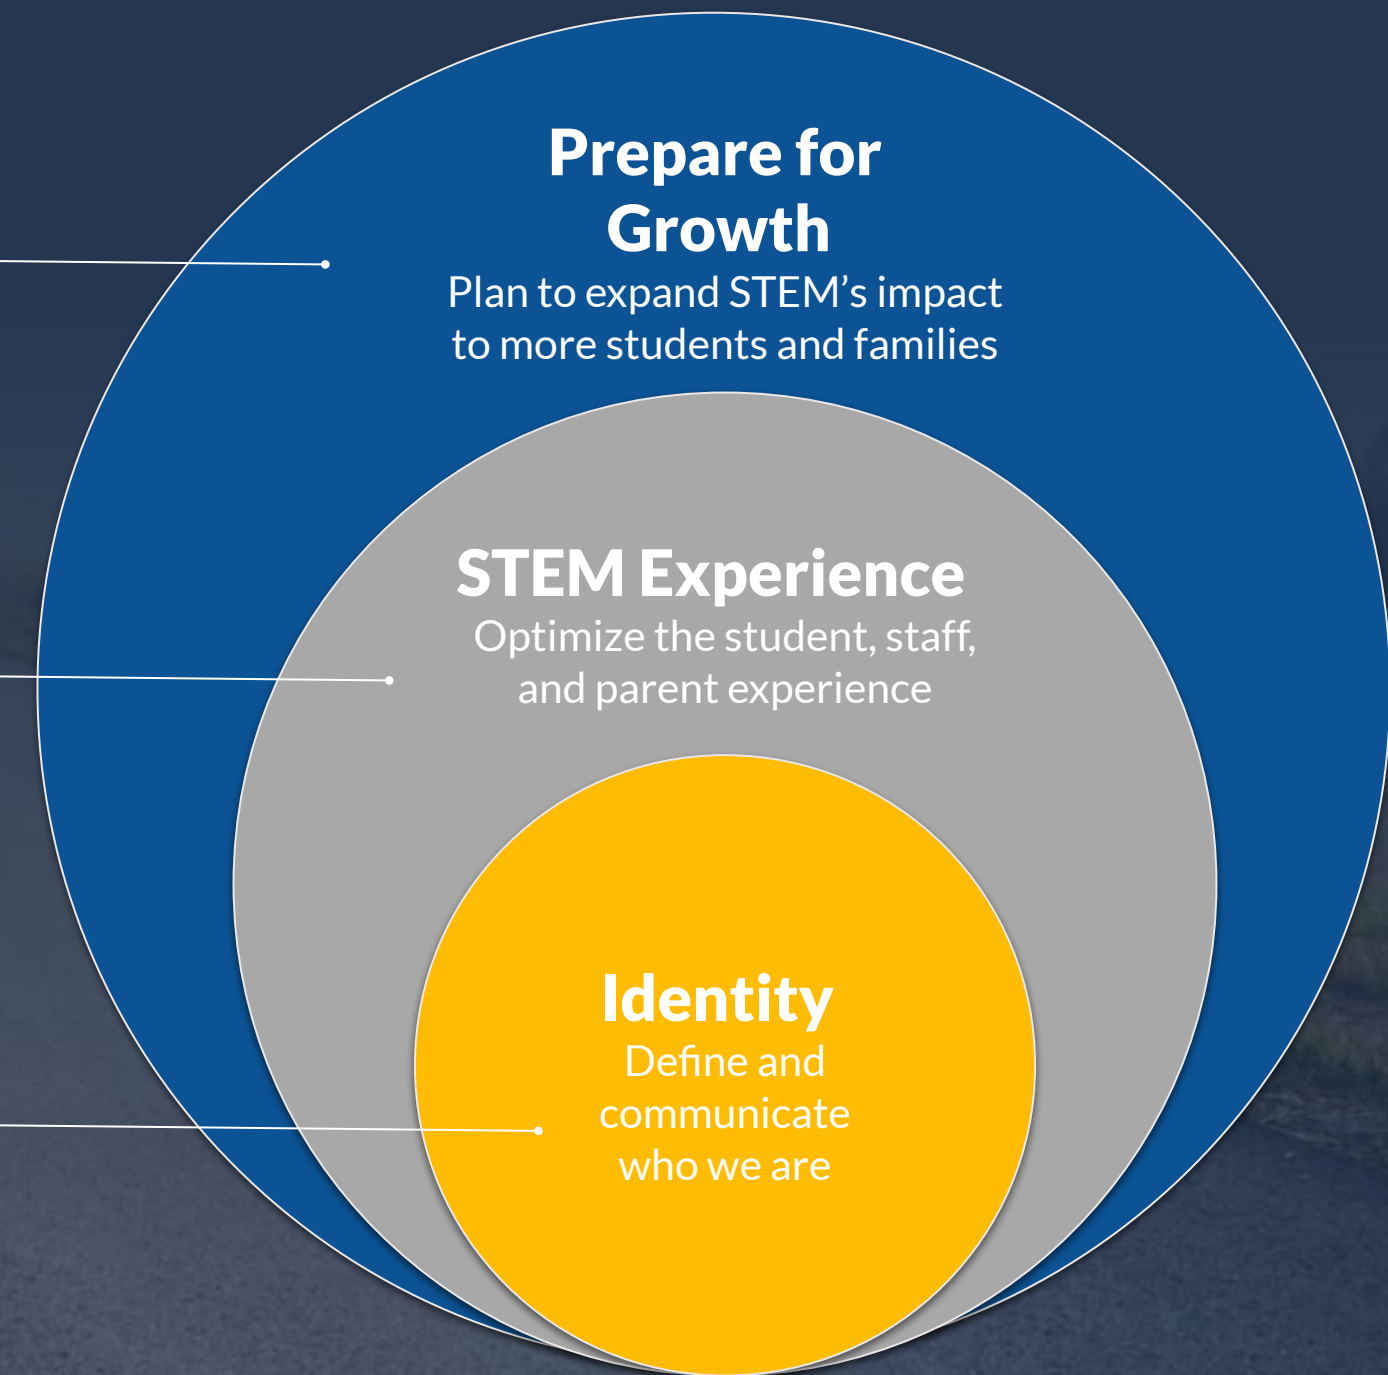 Prepare for
Growth
Plan to expand STEM’s impact
to more students and families
STEM Experience
Optimize the student, staff,
and parent experience
Identity
Define and
communicate
who we are